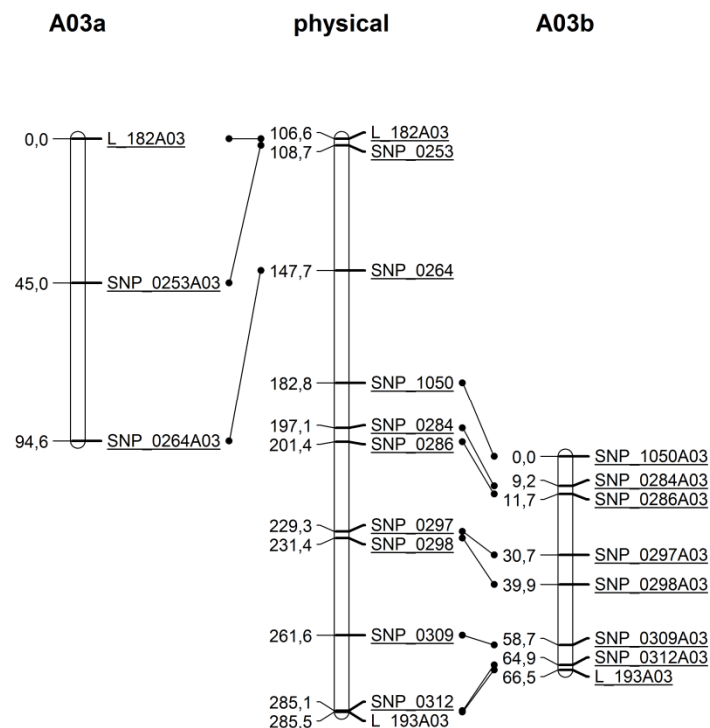 A03a physical A03b
0,0 L_182A03
45,0 SNP_0253A03
94,6 SNP_0264A03
106,6 L_182A03
108,7 SNP_0253
147,7 SNP_0264
182,8 SNP_1050
197,1 SNP_0284
201,4 SNP_0286
229,3 SNP_0297
231,4 SNP_0298
261,6 SNP_0309
285,1 SNP_0312
285,5 L_193A03
0,0 SNP_1050A03
9,2 SNP_0284A03
11,7 SNP_0286A03
30,7 SNP_0297A03
39,9 SNP_0298A03
58,7 SNP_0309A03
64,9 SNP_0312A03
66,5 L_193A03